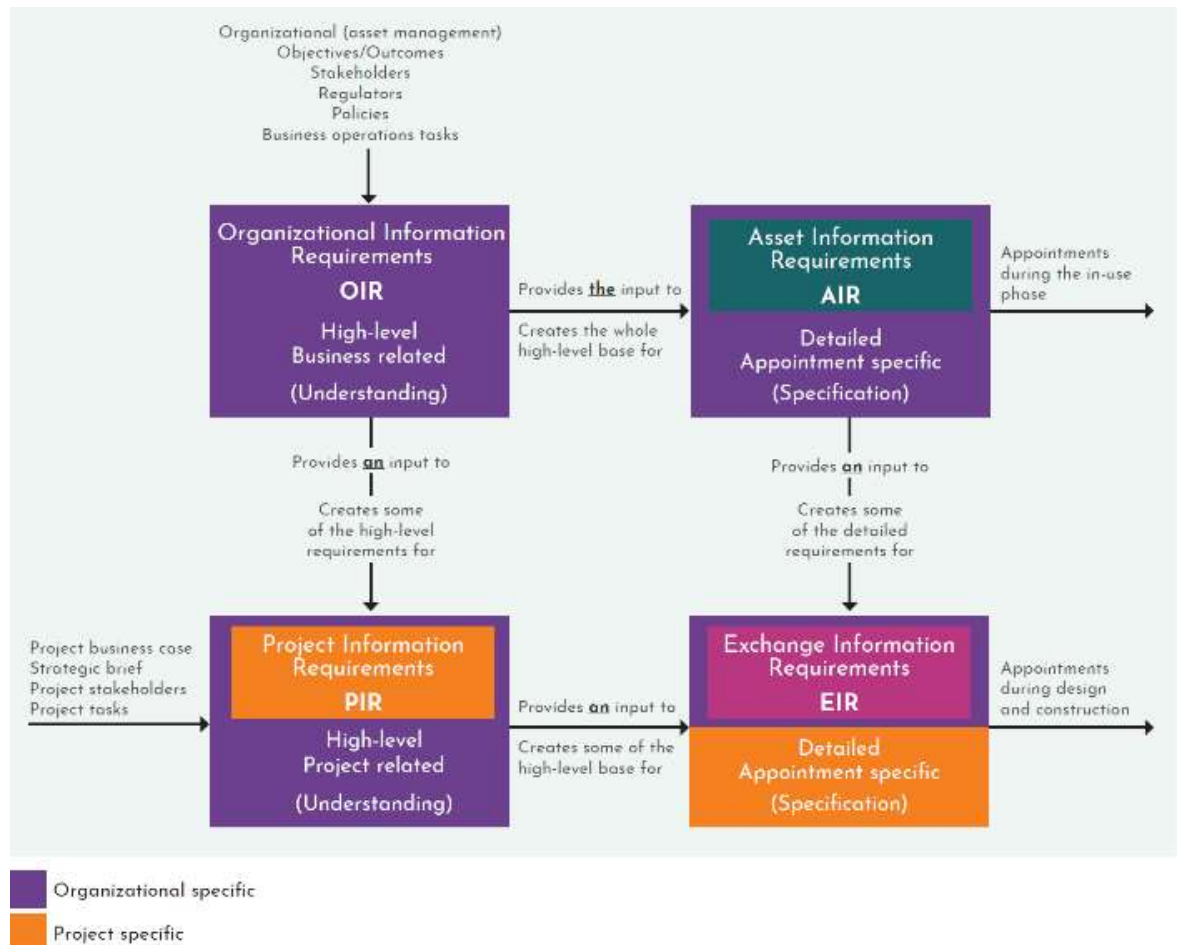 Organizational (asset management)
Objectives/Outcomes
Stakeholders
Regulators
Policies
Business operations tasks
Organizational Information
Requirements
OIR
High-level
Business related
(Understanding)
Provides the input to
Creates the whole
high-level base for
Asset Information
Requirements
AIR
Detailed
Appointment specific
(Specification)
Appointments
during the in-use
phase
Provides an input to
Creates some
of the high-level
requirements for
Provides an input to
Creates some
of the detailed
requirements for
Project business case
Strategic brief
Project stakeholders
Project tasks
Project Information
Requirements
PIR
High-level
Project related
(Understanding)
Provides an input to
Creates some of the
high-level base for
Exchange Information
Requirements
EIR
Detailed
Appointment specific
(Specification)
Appointments
during design
and construction
Organizational specific
Project specific